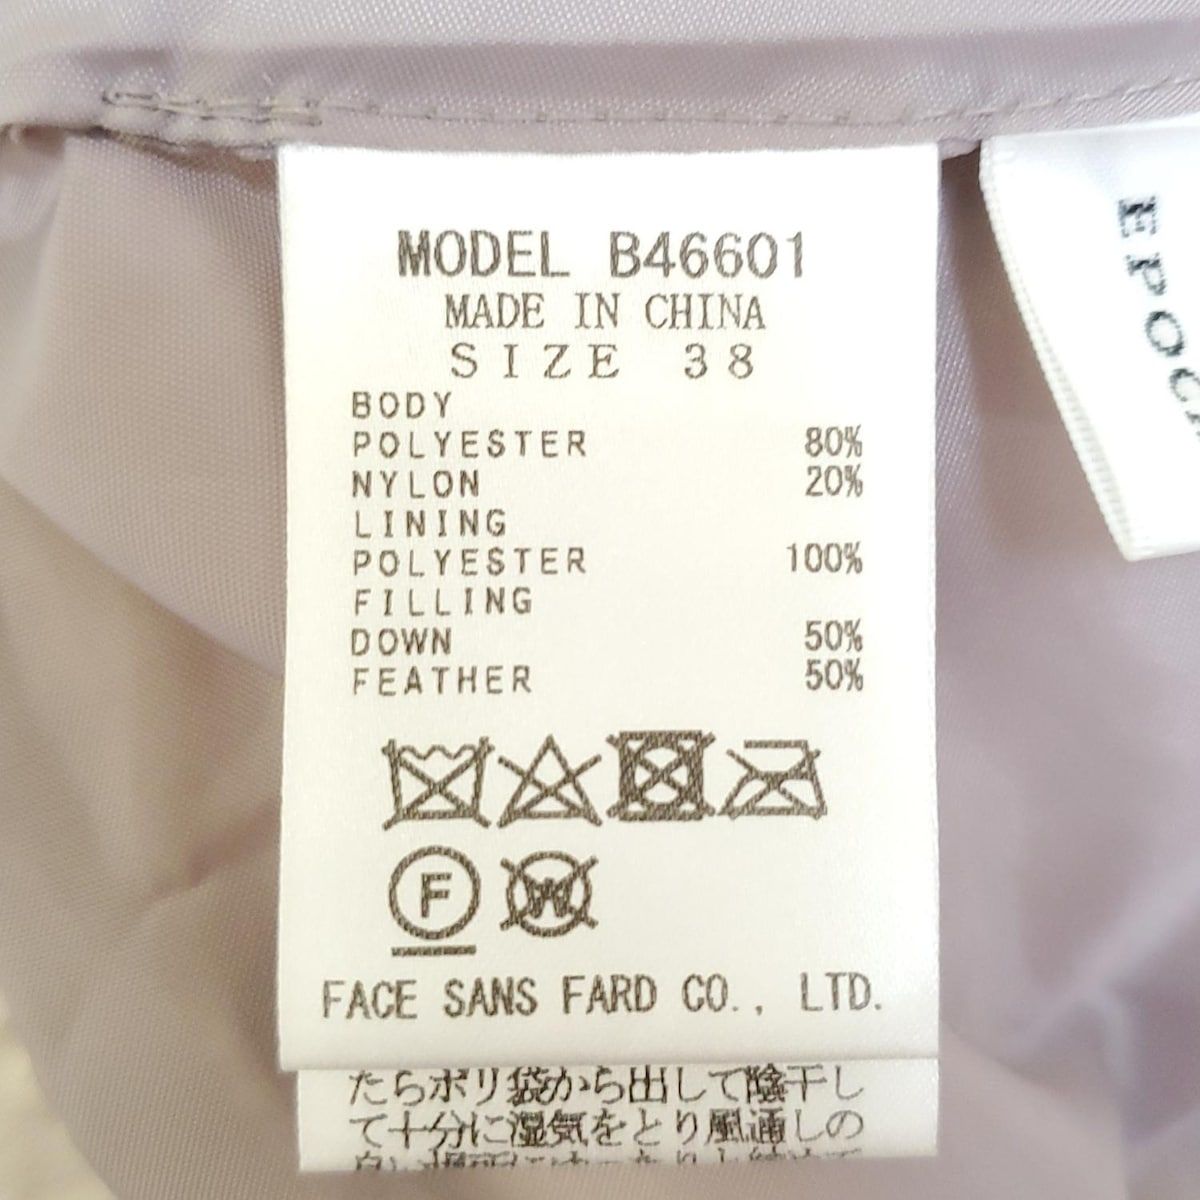 MODEL B46601
MADE IN CHINA
SIZE 38
BODY
POLYESTER 80%
NYLON 20%
LINING
POLYESTER 100%
FILLING
DOWN 50%
FEATHER 50%
F
W
FACE SANS FARD CO., LTD.
たらポリ袋から出して陰干し
て十分に湿気をとり風通しの
EPOCA